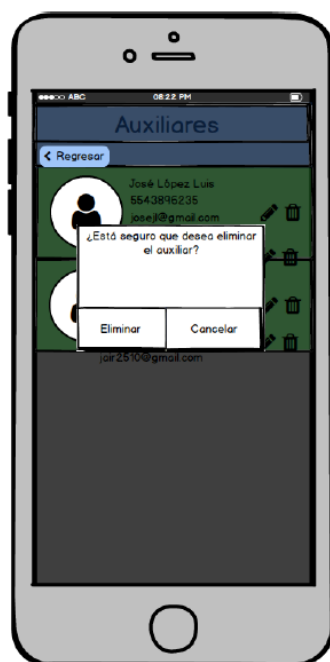 ABC 08:22 PM
Auxiliares
Regresar
José López Luis
5543896235
josejl@gmail.com
¿Está seguro que desea eliminar
el auxiliar?
Eliminar Cancelar
jair2510@gmail.com